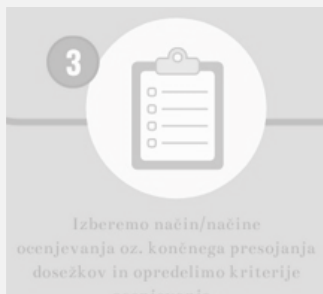 3
Izberemo način/načine
ocenjevanja oz. končnega presojanja
dosežkov in opredelimo kriterije